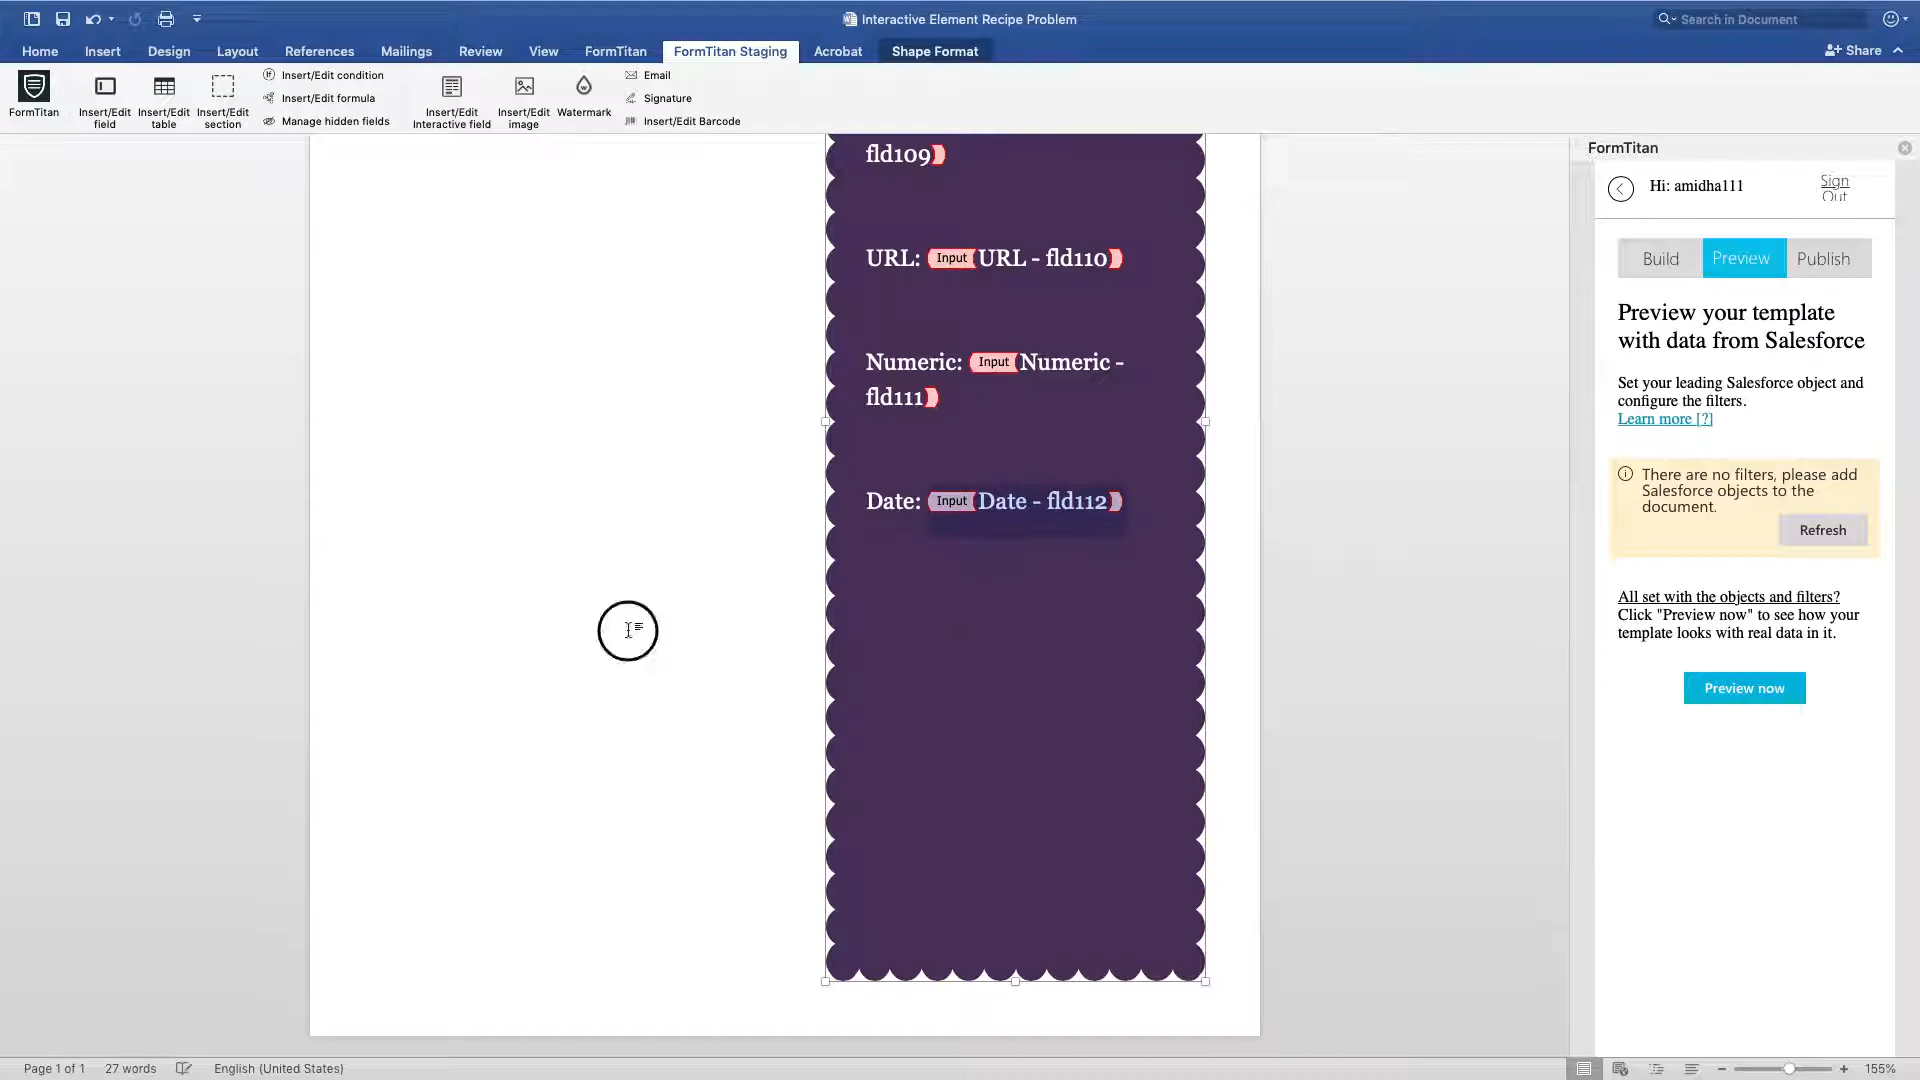 Interactive Element Recipe Problem
Search in Document
Home Insert Design Layout References Mailings Review View FormTitan FormTitan Staging Acrobat Shape Format
Share
FormTitan
Insert/Edit field
Insert/Edit table
Insert/Edit section
Insert/Edit condition
Insert/Edit formula
Manage hidden fields
Insert/Edit Interactive field
Insert/Edit image
Watermark
Email
Signature
Insert/Edit Barcode
fld109
URL: Input URL - fld110
Numeric: Input Numeric -
fld111
Date: Input Date - fld112
FormTitan
Hi: amidha111
Sign
Out
Build Preview Publish
Preview your template
with data from Salesforce
Set your leading Salesforce object and
configure the filters.
Learn more [?]
There are no filters, please add
Salesforce objects to the
document.
Refresh
All set with the objects and filters?
Click "Preview now" to see how your
template looks with real data in it.
Preview now
Page 1 of 1 27 words English (United States) 155%